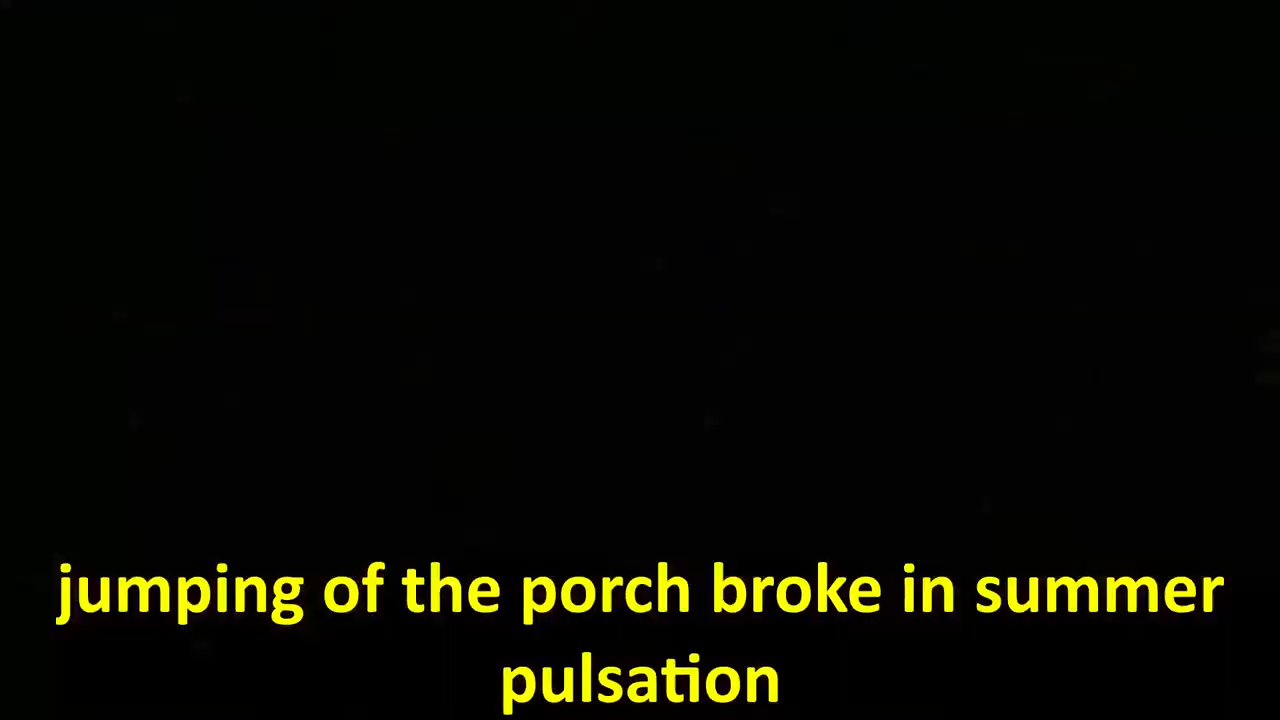 jumping of the porch broke in summer
pulsation